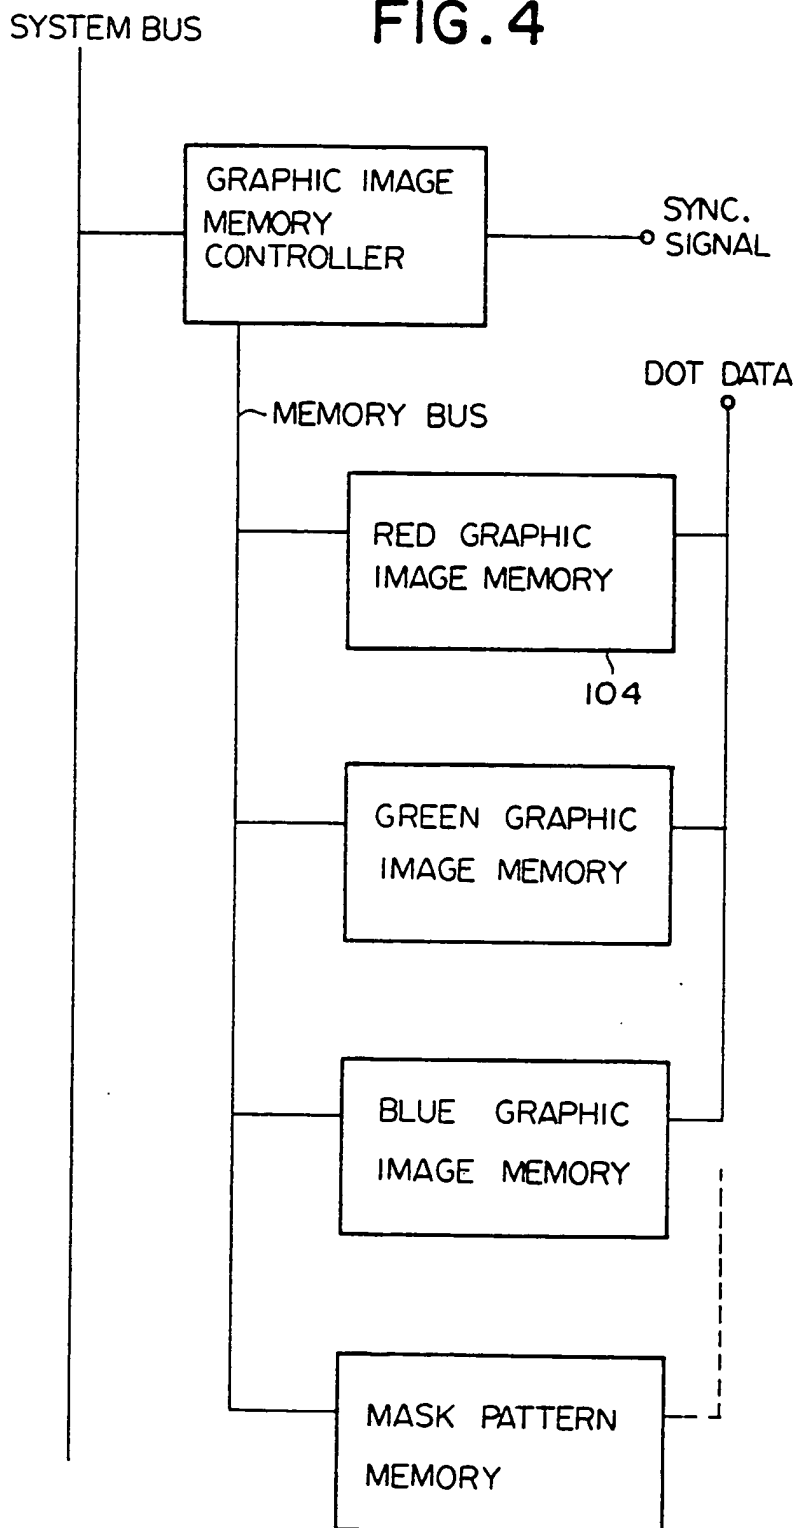 SYSTEM BUS
FIG. 4
GRAPHIC IMAGE
MEMORY
CONTROLLER
SYNC.
SIGNAL
DOT DATA
MEMORY BUS
RED GRAPHIC
IMAGE MEMORY
104
GREEN GRAPHIC
IMAGE MEMORY
BLUE GRAPHIC
IMAGE MEMORY
MASK PATTERN
MEMORY